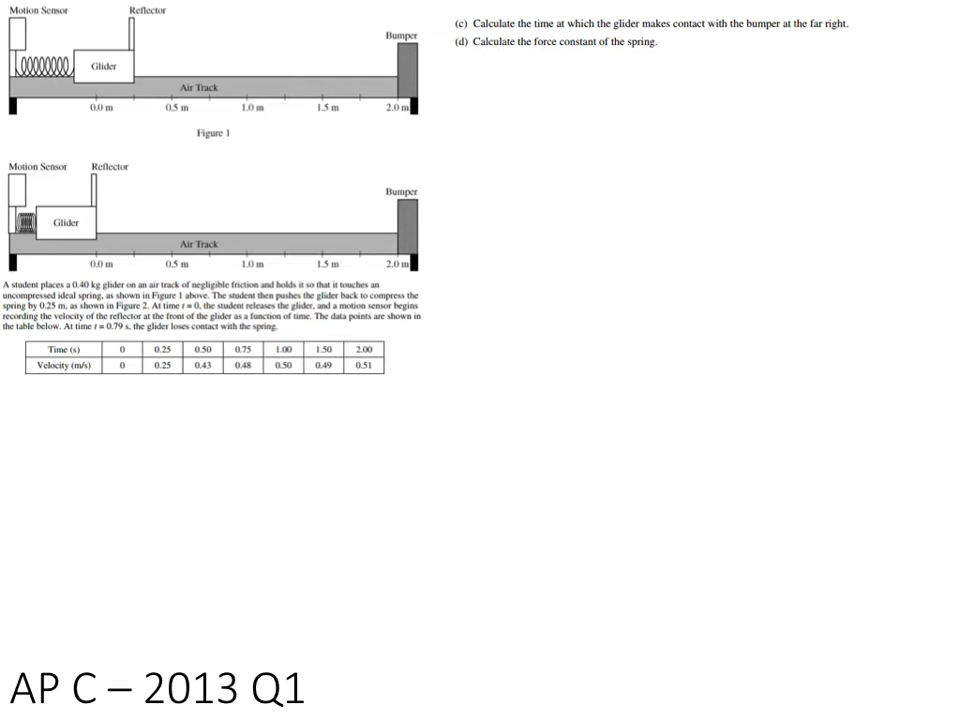 Motion Sensor
Reflector
Bumper
Glider
Air Track
0.0 m
0.5 m
1.0 m
1.5 m
2.0 m
Figure 1
Motion Sensor
Reflector
Bumper
Glider
Air Track
0.0 m
0.5 m
1.0 m
1.5 m
2.0 m
A student places a 0.40 kg glider on an air track of negligible friction and holds it so that it touches an
uncompressed ideal spring, as shown in Figure 1 above. The student then pushes the glider back to compress the
spring by 0.25 m, as shown in Figure 2. At time t = 0, the student releases the glider, and a motion sensor begins
recording the velocity of the reflector at the front of the glider as a function of time. The data points are shown in
the table below. At time t = 0.79 s, the glider loses contact with the spring.
Time (s) 0 0.25 0.50 0.75 1.00 1.50 2.00
Velocity (m/s) 0 0.25 0.43 0.48 0.50 0.49 0.51
(c) Calculate the time at which the glider makes contact with the bumper at the far right.
(d) Calculate the force constant of the spring.
AP C – 2013 Q1